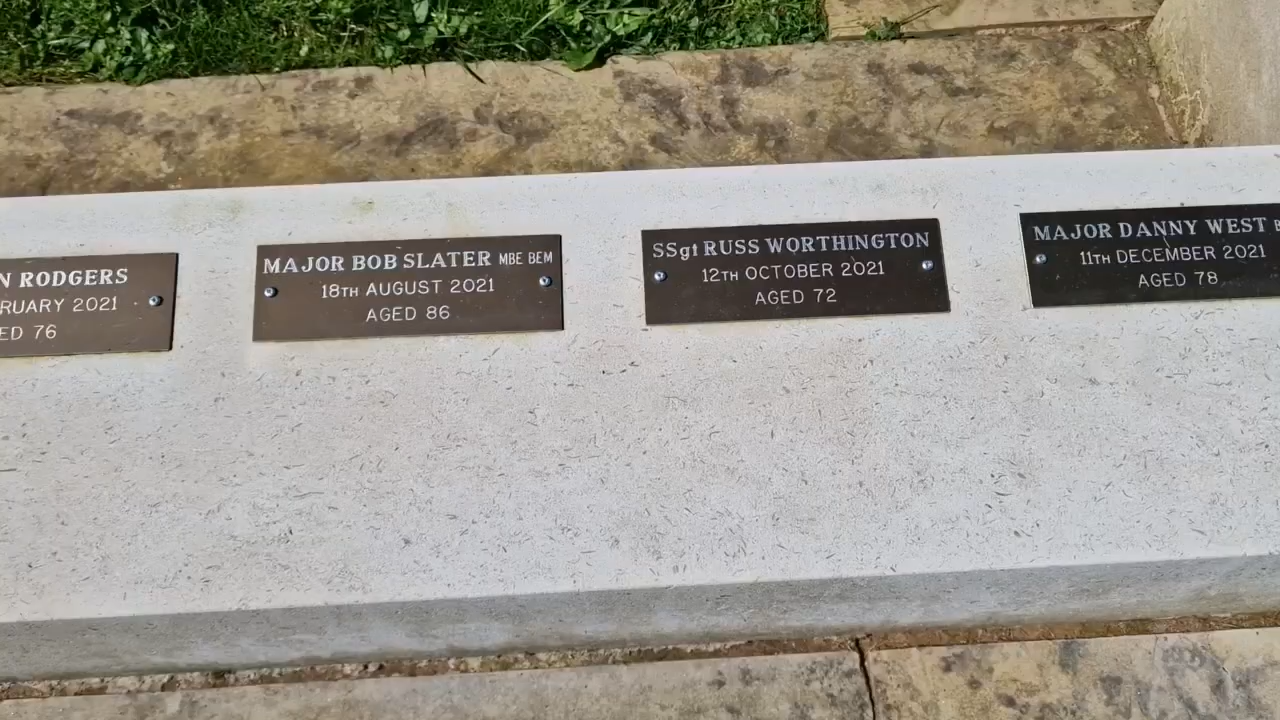 N RODGERS
RUARY 2021
ED 76
MAJOR BOB SLATER MBE BEM
18TH AUGUST 2021
AGED 86
SSgt RUSS WORTHINGTON
12TH OCTOBER 2021
AGED 72
MAJOR DANNY WEST
11TH DECEMBER 2021
AGED 78